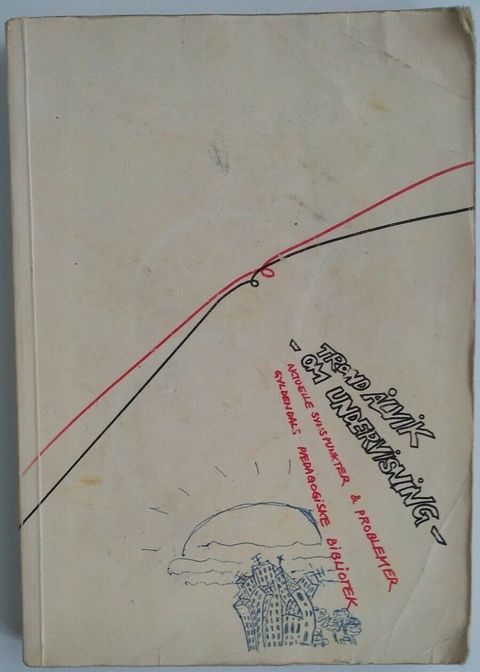 TROND ÅLVIK
- OM UNDERVISNING -
AKTUELLE SYNSPUNKTER & PROBLEMER
GYLDENDALS PEDAGOGISKE BIBLIOTEK